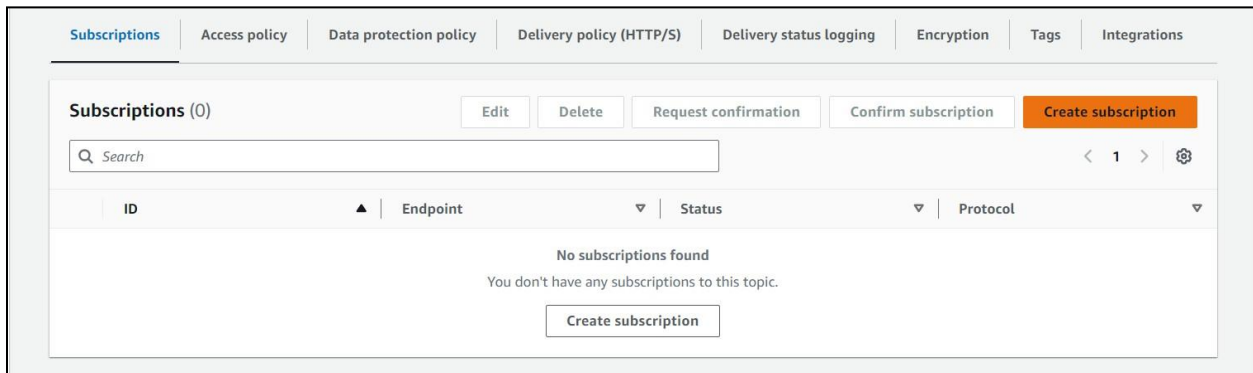 Subscriptions Access policy Data protection policy Delivery policy (HTTP/S) Delivery status logging Encryption Tags Integrations
Subscriptions (0) Edit Delete Request confirmation Confirm subscription Create subscription
Search 1
ID Endpoint Status Protocol
No subscriptions found
You don't have any subscriptions to this topic.
Create subscription